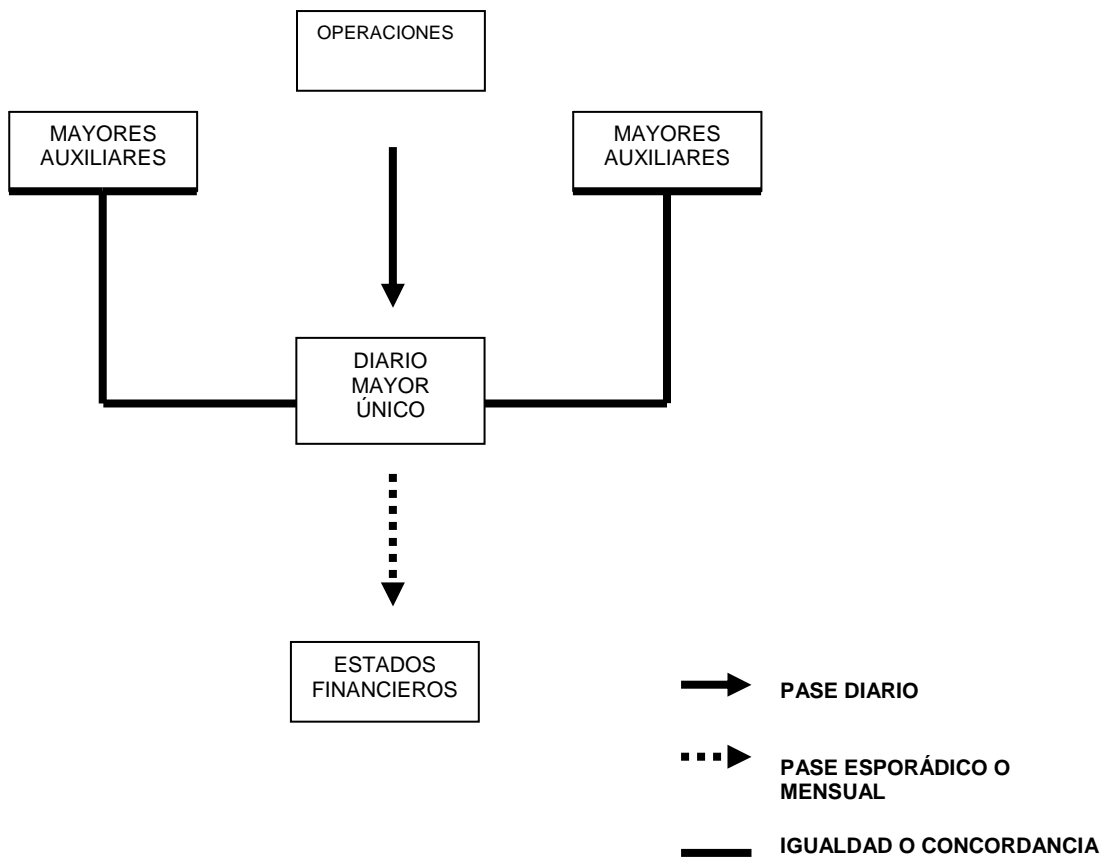 OPERACIONES
MAYORES
AUXILIARES
MAYORES
AUXILIARES
DIARIO
MAYOR
ÚNICO
ESTADOS
FINANCIEROS
PASE DIARIO
PASE ESPORÁDICO O
MENSUAL
IGUALDAD O CONCORDANCIA